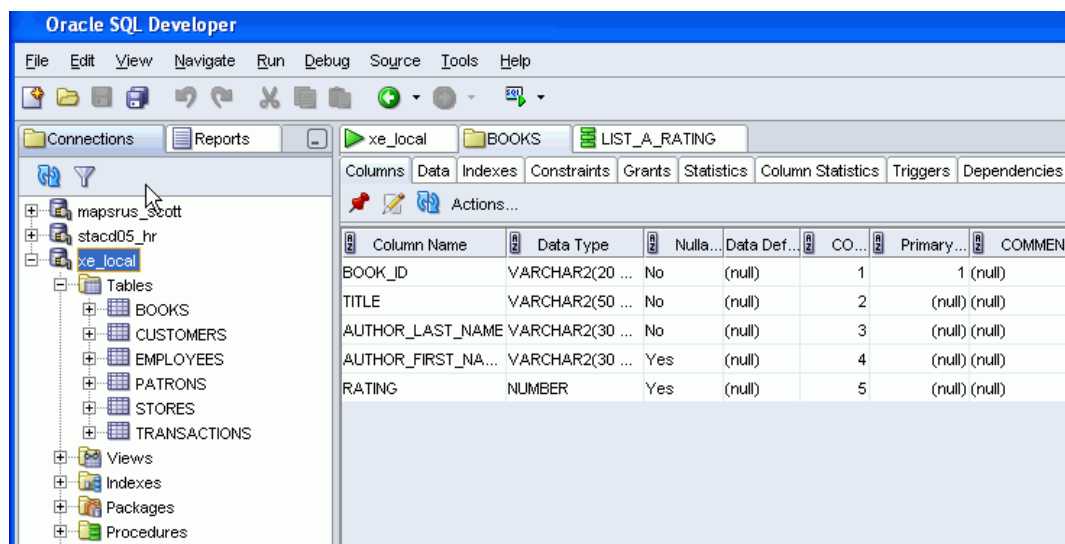 Oracle SQL Developer
File Edit View Navigate Run Debug Source Tools Help
Connections Reports
xe_local BOOKS LIST_A_RATING
Columns Data Indexes Constraints Grants Statistics Column Statistics Triggers Dependencies
Actions...
mapsrus_scott
stacd05_hr
xe_local
Tables
BOOKS
CUSTOMERS
EMPLOYEES
PATRONS
STORES
TRANSACTIONS
Views
Indexes
Packages
Procedures
Column Name Data Type Nulla... Data Def... CO... Primary... COMMEN
BOOK_ID VARCHAR2(20 ... No (null) 1 1 (null)
TITLE VARCHAR2(50 ... No (null) 2 (null) (null)
AUTHOR_LAST_NAME VARCHAR2(30 ... No (null) 3 (null) (null)
AUTHOR_FIRST_NA... VARCHAR2(30 ... Yes (null) 4 (null) (null)
RATING NUMBER Yes (null) 5 (null) (null)